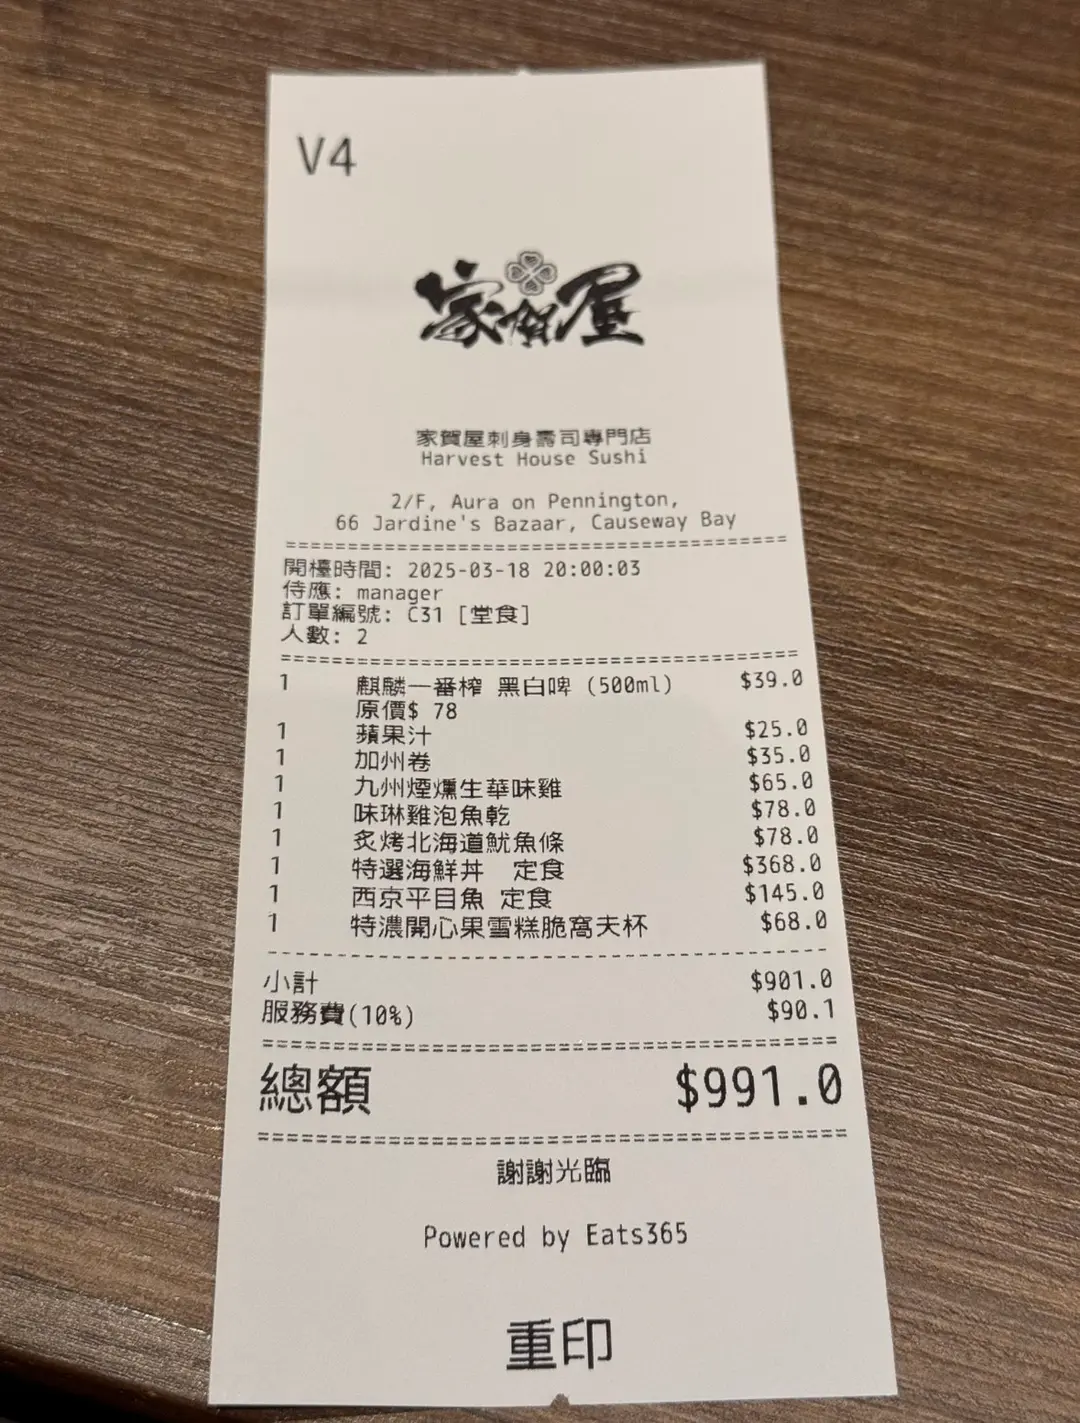 V4
家賀屋
家賀屋刺身壽司專門店
Harvest House Sushi
2/F, Aura on Pennington,
66 Jardine's Bazaar, Causeway Bay
開檯時間: 2025-03-18 20:00:03
侍應: manager
訂單編號: C31 [堂食]
人數: 2
1 麒麟一番榨 黑白啤 (500ml) $39.0
原價$ 78
1 蘋果汁 $25.0
1 加州卷 $35.0
1 九州煙燻生華味雞 $65.0
1 味琳雞泡魚乾 $78.0
1 炙烤北海道魷魚條 $78.0
1 特選海鮮丼 定食 $368.0
1 西京平目魚 定食 $145.0
1 特濃開心果雪糕脆窩夫杯 $68.0
小計 $901.0
服務費(10%) $90.1
總額 $991.0
謝謝光臨
Powered by Eats365
重印